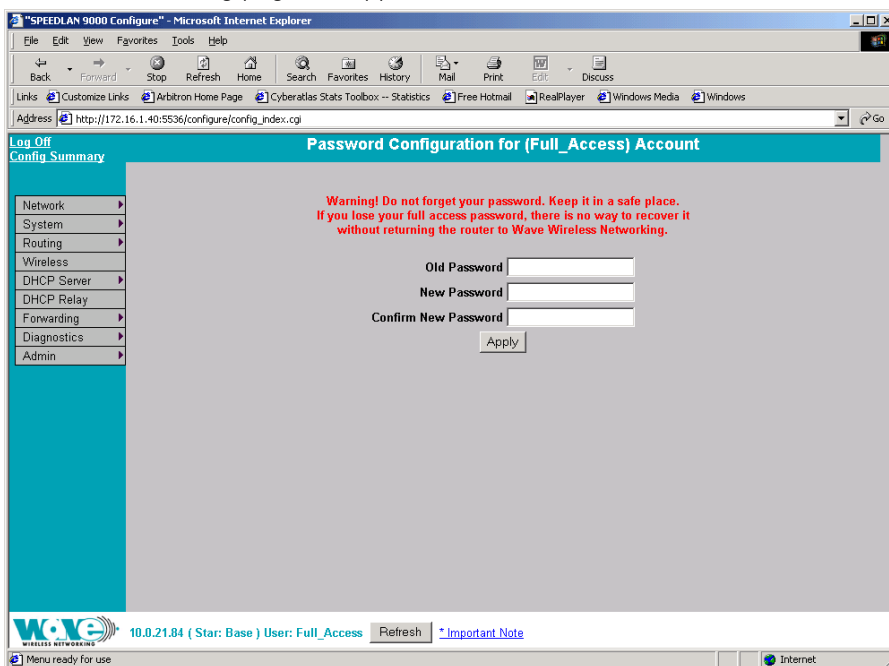 "SPEEDLAN 9000 Configure" - Microsoft Internet Explorer
File Edit View Favorites Tools Help
Back Forward Stop Refresh Home Search Favorites History Mail Print Edit Discuss
Links Customize Links Arbitron Home Page Cyberatlas Stats Toolbox -- Statistics Free Hotmail RealPlayer Windows Media Windows
Address http://172.16.1.40:5536/configure/config_index.cgi Go
Log Off
Config Summary
Password Configuration for (Full_Access) Account
Network
System
Routing
Wireless
DHCP Server
DHCP Relay
Forwarding
Diagnostics
Admin
Warning! Do not forget your password. Keep it in a safe place.
If you lose your full access password, there is no way to recover it
without returning the router to Wave Wireless Networking.
Old Password
New Password
Confirm New Password
Apply
WAVE
WIRELESS NETWORKING
10.0.21.84 ( Star: Base ) User: Full_Access Refresh * Important Note
Menu ready for use Internet